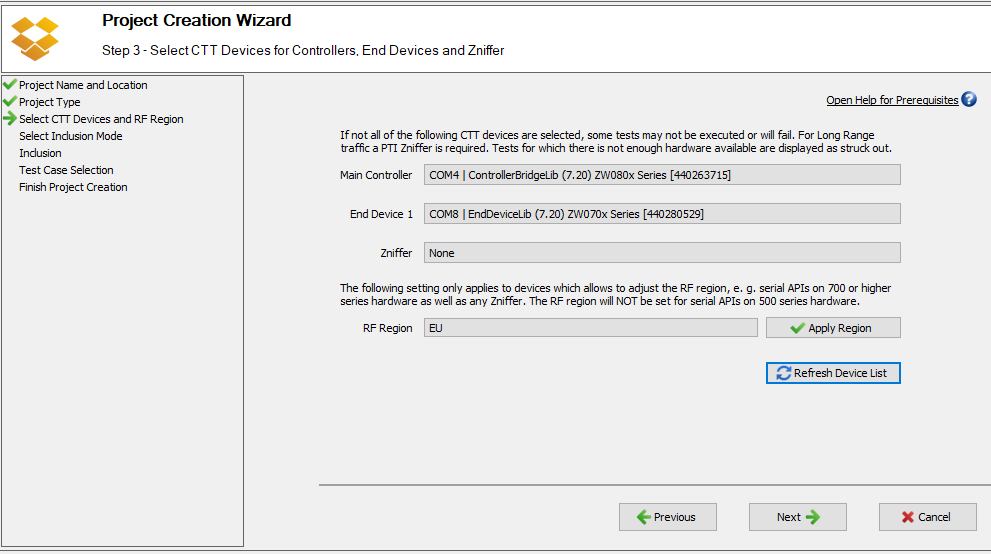 Project Creation Wizard
Step 3 - Select CTT Devices for Controllers, End Devices and Zniffer
Project Name and Location
Project Type
Select CTT Devices and RF Region
Select Inclusion Mode
Inclusion
Test Case Selection
Finish Project Creation
Open Help for Prerequisites
If not all of the following CTT devices are selected, some tests may not be executed or will fail. For Long Range
traffic a PTI Zniffer is required. Tests for which there is not enough hardware available are displayed as struck out.
Main Controller COM4 | ControllerBridgeLib (7.20) ZW080x Series [440263715]
End Device 1 COM8 | EndDeviceLib (7.20) ZW070x Series [440280529]
Zniffer None
The following setting only applies to devices which allows to adjust the RF region, e. g. serial APIs on 700 or higher
series hardware as well as any Zniffer. The RF region will NOT be set for serial APIs on 500 series hardware.
RF Region EU Apply Region
Refresh Device List
Previous Next Cancel